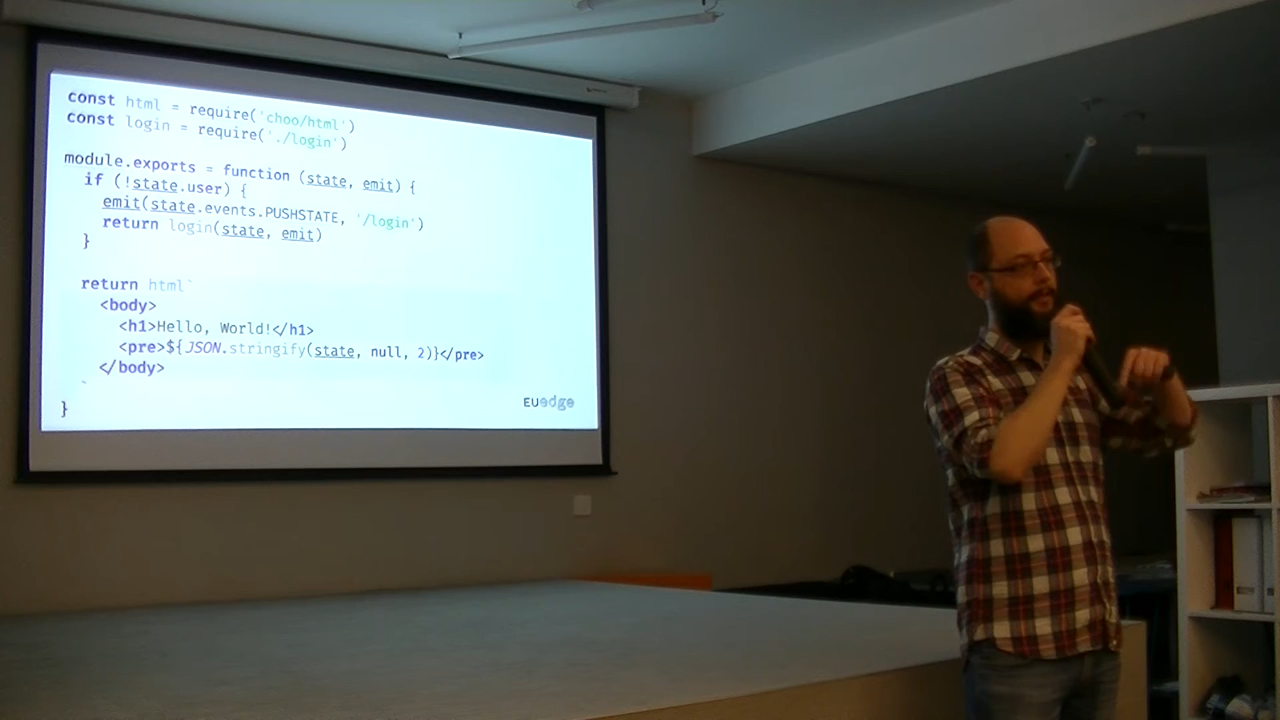 const html = require('choo/html')
const login = require('./login')
module.exports = function (state, emit) {
if (!state.user) {
emit(state.events.PUSHSTATE, '/login')
return login(state, emit)
}
return html`
<body>
<h1>Hello, World!</h1>
<pre>${JSON.stringify(state, null, 2)}</pre>
</body>
`
}
EUedge